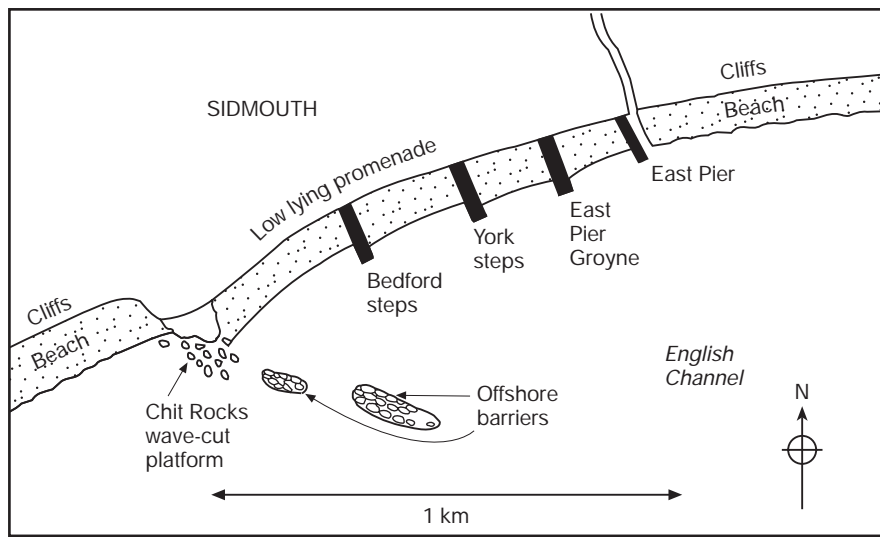 SIDMOUTH
Cliffs
Beach
Low lying promenade
East Pier
East
Pier
Groyne
York
steps
Bedford
steps
Cliffs
Beach
English
Channel
Offshore
barriers
Chit Rocks
wave-cut
platform
N
1 km